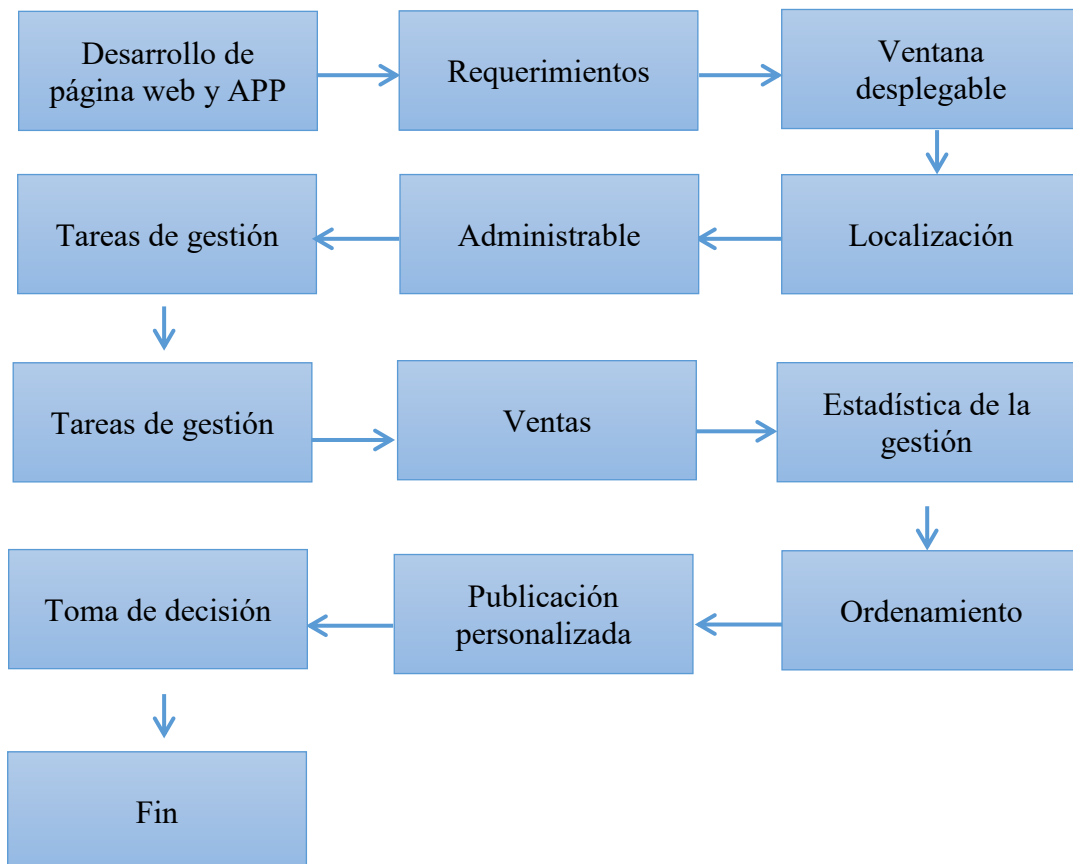 Desarrollo de
página web y APP
Requerimientos
Ventana
desplegable
Localización
Administrable
Tareas de gestión
Tareas de gestión
Ventas
Estadística de la
gestión
Ordenamiento
Publicación
personalizada
Toma de decisión
Fin